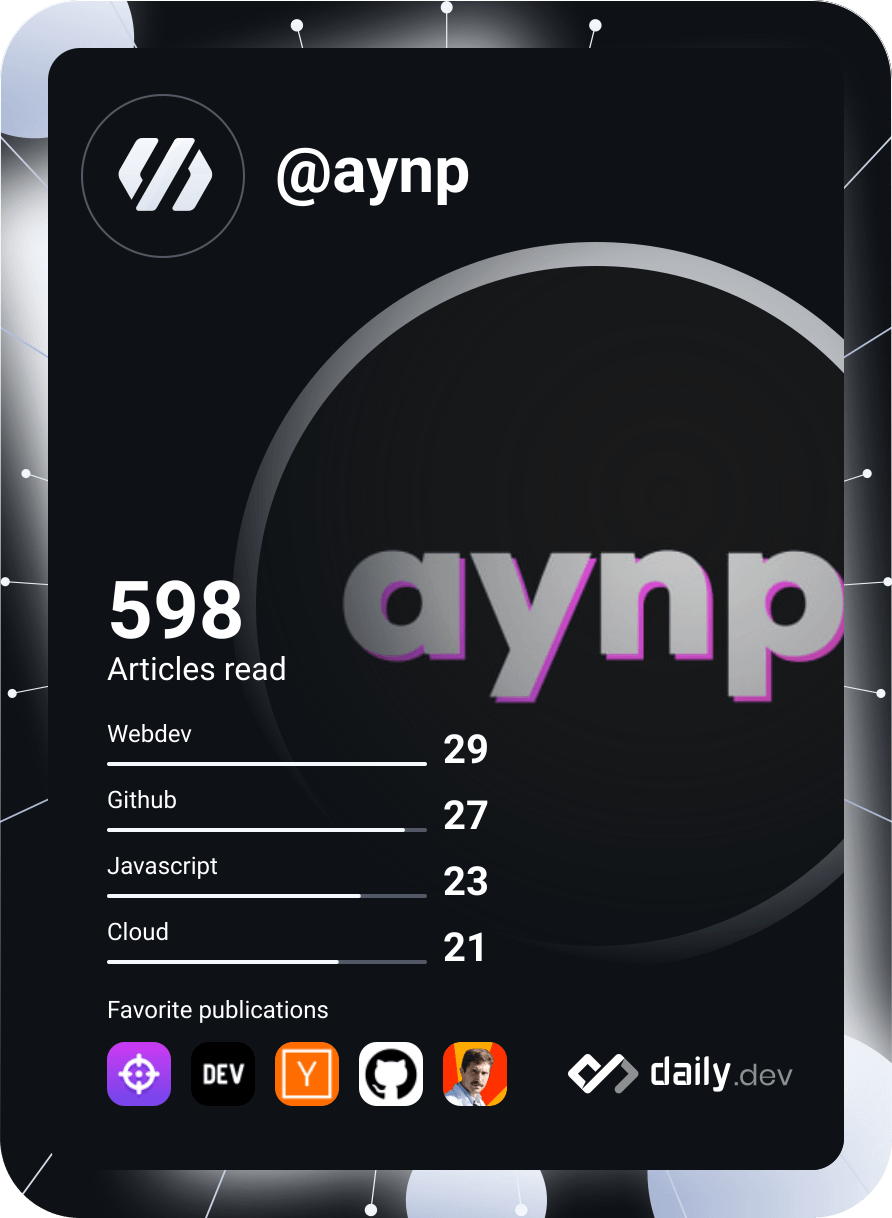 @aynp
aynp
598
Articles read
Webdev
29
Github
27
Javascript
23
Cloud
21
Favorite publications
DEV
Y
daily.dev